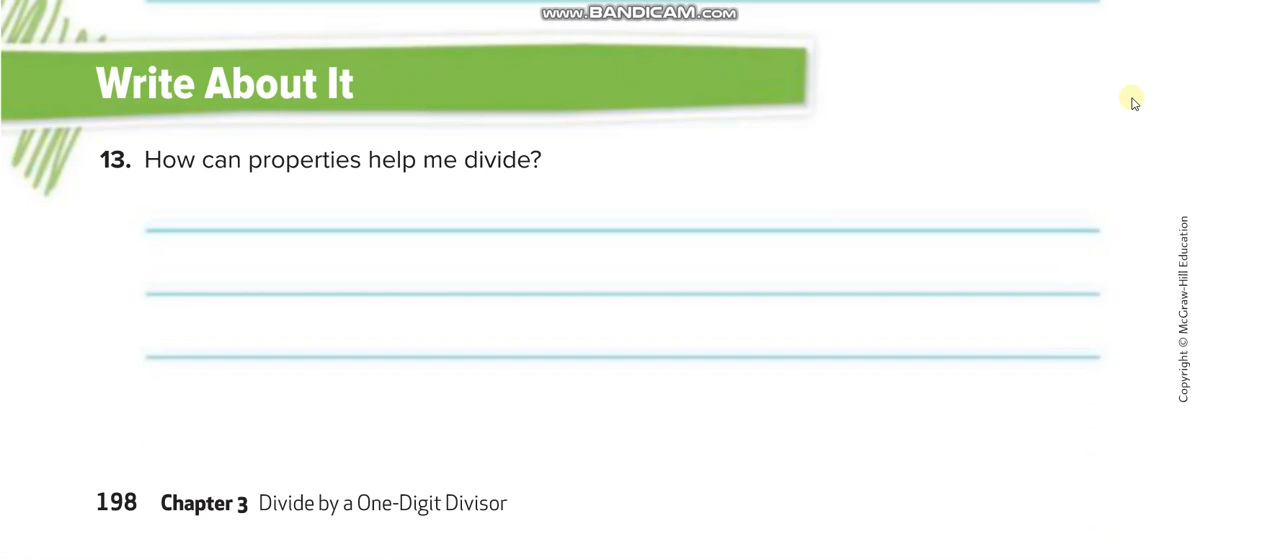 www.BANDICAM.com
Write About It
13. How can properties help me divide?
Copyright © McGraw-Hill Education
198 Chapter 3 Divide by a One-Digit Divisor